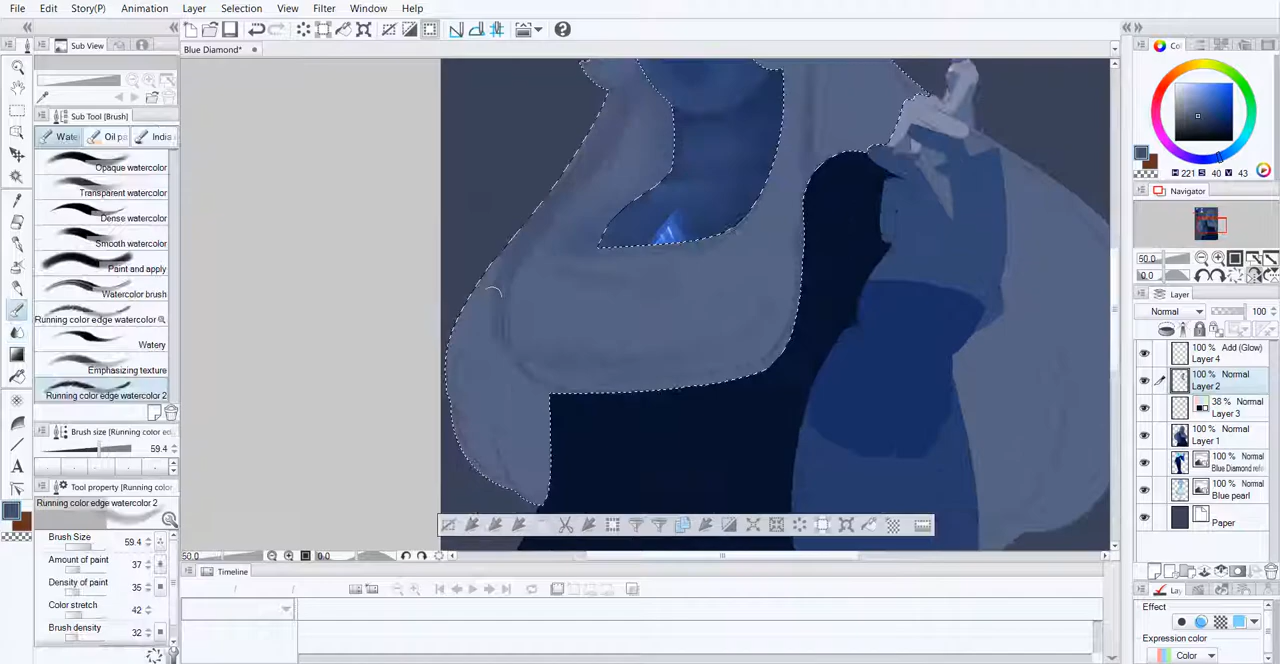 File Edit Story(P) Animation Layer Selection View Filter Window Help
Sub View
Blue Diamond*
Sub Tool [Brush]
Oil pa
Opaque watercolor
Transparent watercolor
Dense watercolor
Smooth watercolor
Paint and apply
Watercolor brush
Running color edge watercolor
Watery
Emphasizing texture
Running color edge watercolor 2
Brush size [Running color edge
59.4
Tool property [Running color
Running color edge watercolor 2
Brush Size 59.4
Amount of paint 37
Density of paint 35
Color stretch 42
Brush density 32
50.0 0.0
Timeline
H 221 S 40 V 43
Navigator
50.0
0.0
Layer
Normal 100
100 % Add (Glow)
Layer 4
100 % Normal
Layer 2
38 % Normal
Layer 3
100 % Normal
Layer 1
100 % Normal
Blue Diamond refe
100 % Normal
Blue pearl
Paper
Effect
Expression color
Color